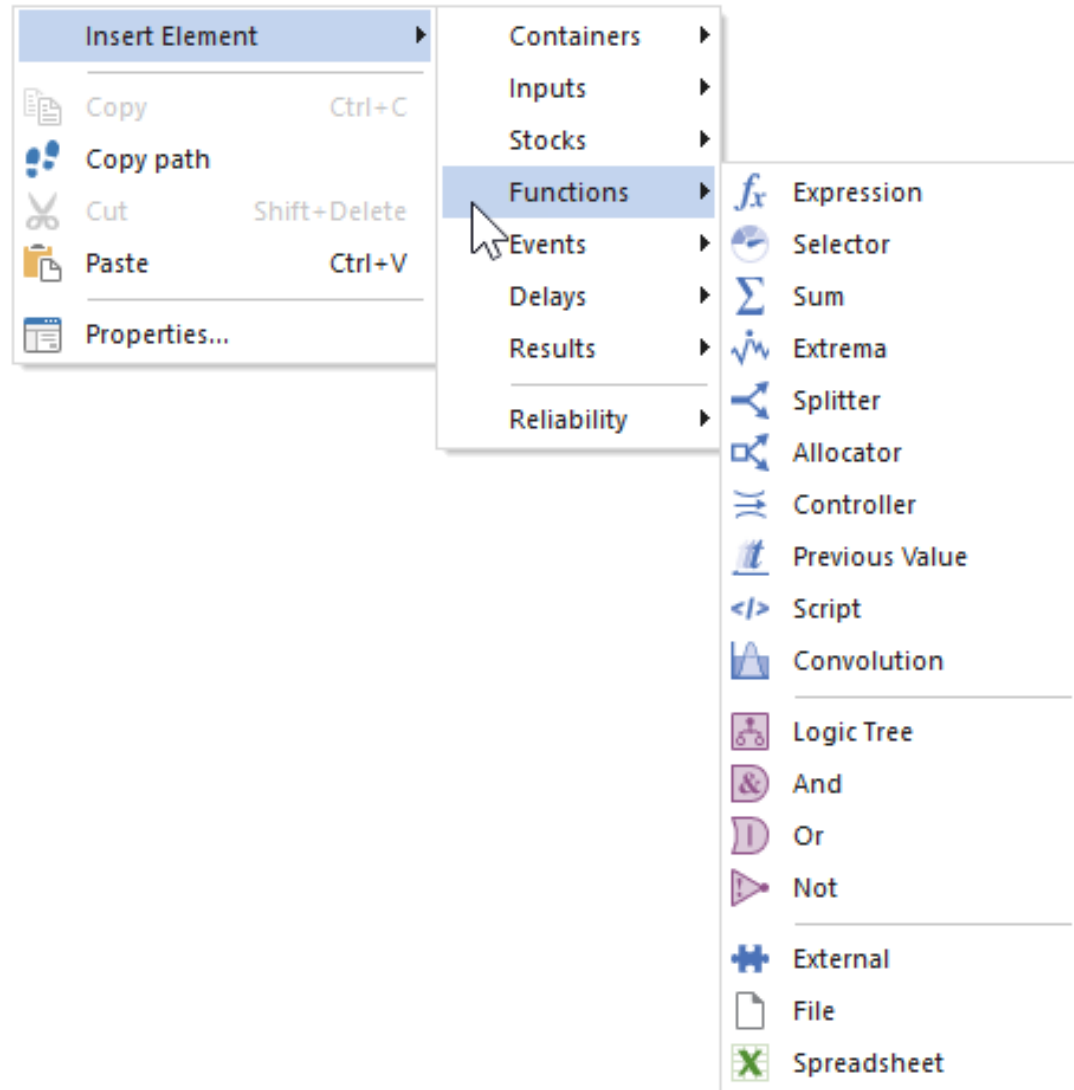 Insert Element
Copy Ctrl+C
Copy path
Cut Shift+Delete
Paste Ctrl+V
Properties...
Containers
Inputs
Stocks
Functions
Events
Delays
Results
Reliability
fx Expression
Selector
Σ Sum
Extrema
Splitter
Allocator
Controller
Previous Value
</> Script
Convolution
Logic Tree
& And
Or
Not
External
File
X Spreadsheet